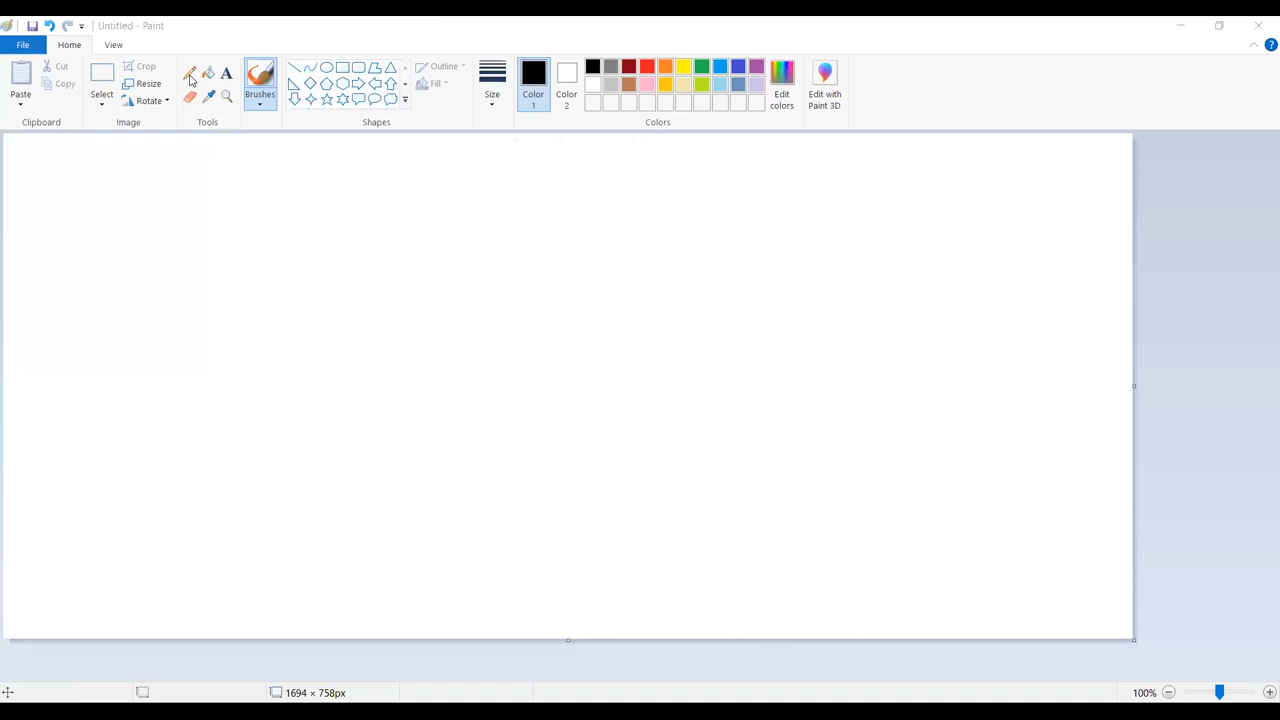 Untitled - Paint
File Home View
Cut
Copy
Paste
Clipboard
Crop
Resize
Rotate
Select
Image
A
Tools
Brushes
Outline
Fill
Shapes
Size
Color 1
Color 2
Edit colors
Colors
Edit with Paint 3D
?
1694 × 758px
100%